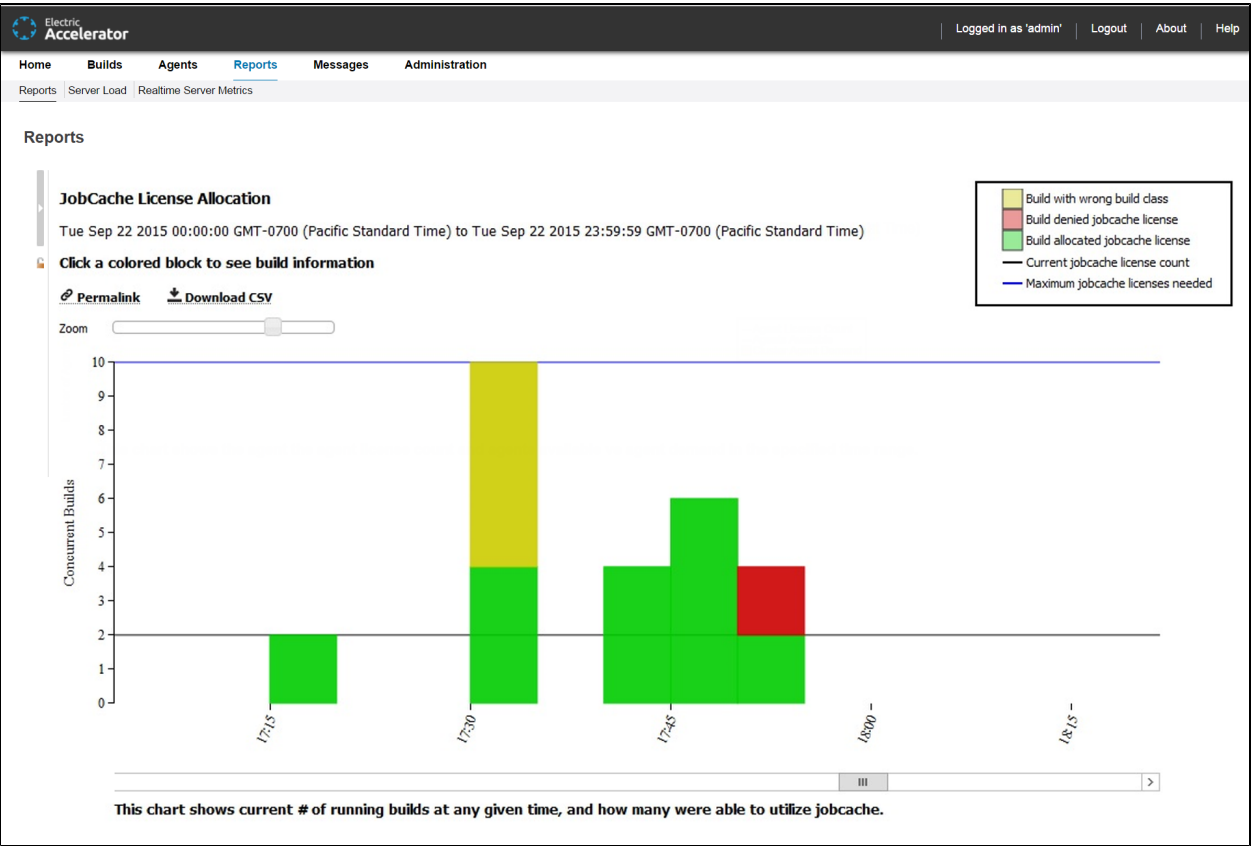 Electric
Accelerator
Logged in as 'admin' Logout About Help
Home Builds Agents Reports Messages Administration
Reports Server Load Realtime Server Metrics
Reports
JobCache License Allocation
Tue Sep 22 2015 00:00:00 GMT-0700 (Pacific Standard Time) to Tue Sep 22 2015 23:59:59 GMT-0700 (Pacific Standard Time)
Click a colored block to see build information
Permalink Download CSV
Zoom
Build with wrong build class
Build denied jobcache license
Build allocated jobcache license
Current jobcache license count
Maximum jobcache licenses needed
Concurrent Builds
10
9
8
7
6
5
4
3
2
1
0
17:15 17:30 17:45 18:00 18:15
This chart shows current # of running builds at any given time, and how many were able to utilize jobcache.